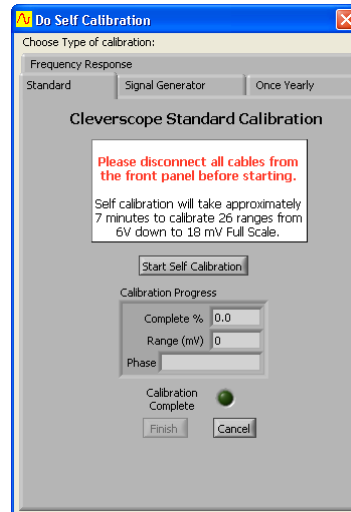 Do Self Calibration
Choose Type of calibration:
Frequency Response
Standard
Signal Generator
Once Yearly
Cleverscope Standard Calibration
Please disconnect all cables from
the front panel before starting.
Self calibration will take approximately
7 minutes to calibrate 26 ranges from
6V down to 18 mV Full Scale.
Start Self Calibration
Calibration Progress
Complete % 0.0
Range (mV) 0
Phase
Calibration
Complete
Finish
Cancel